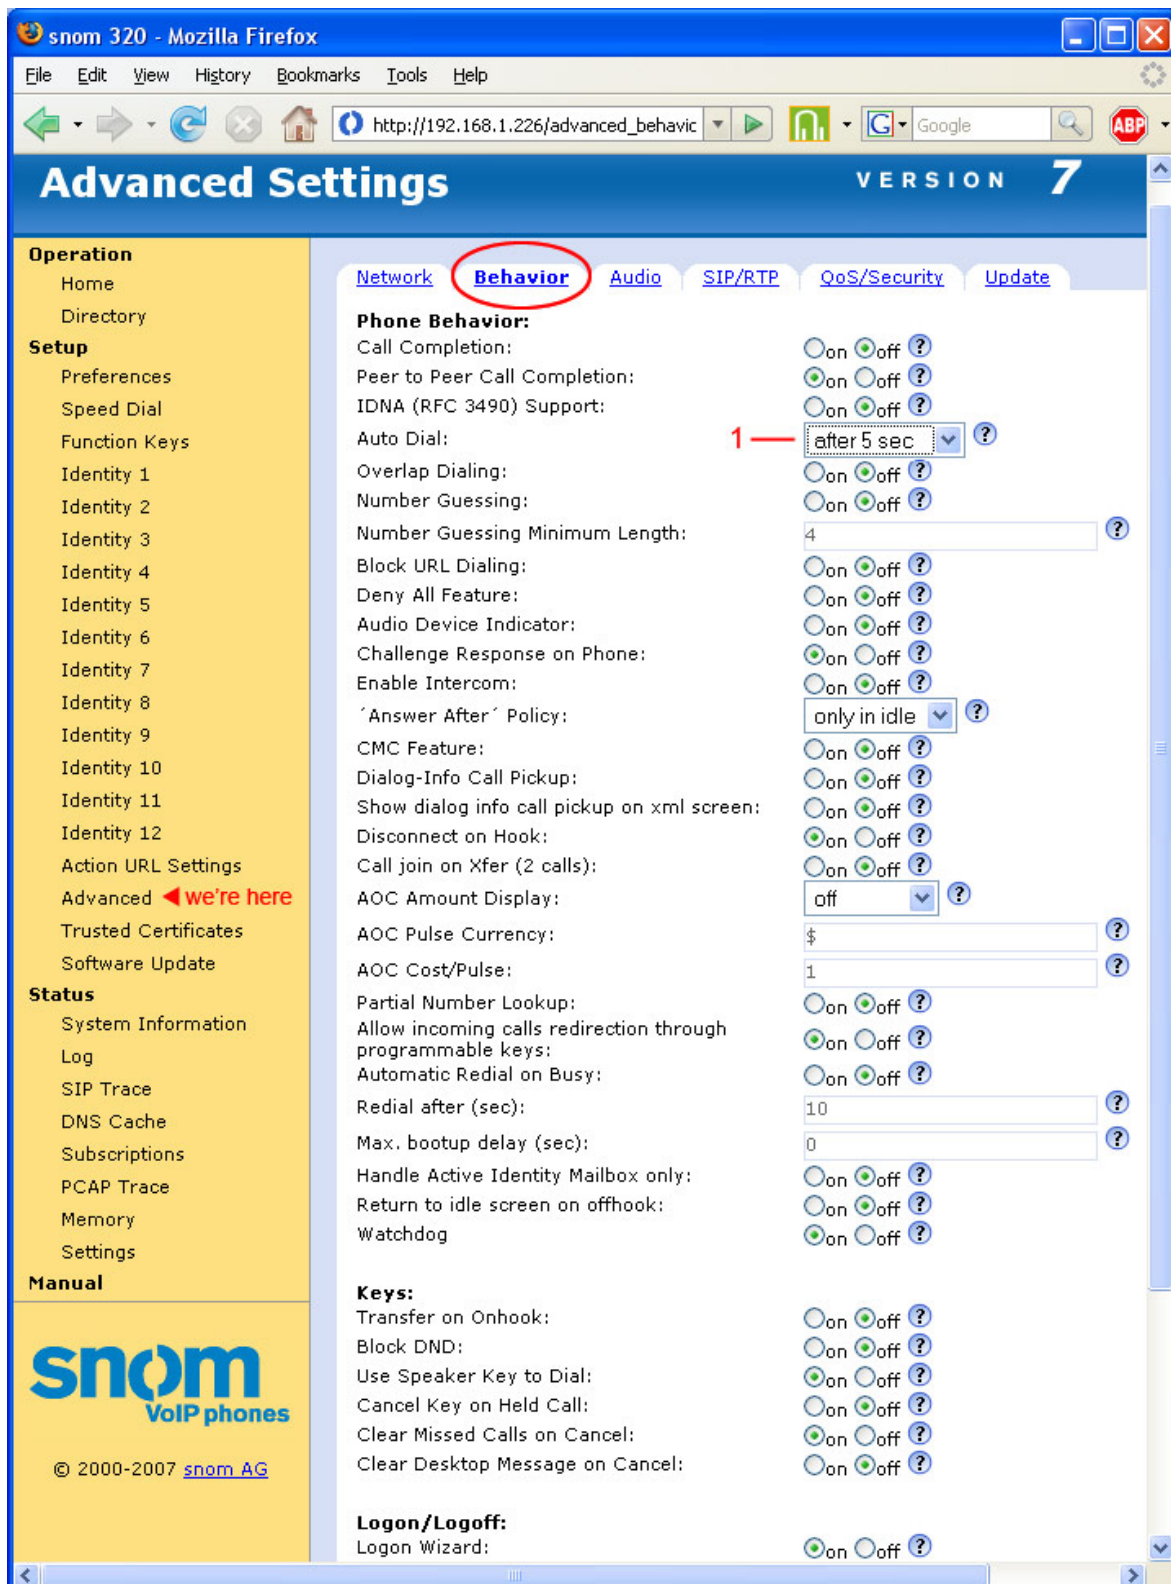 snom 320 - Mozilla Firefox
File Edit View History Bookmarks Tools Help
http://192.168.1.226/advanced_behavic G Google ABP
Advanced Settings VERSION 7
Operation
Home
Directory
Setup
Preferences
Speed Dial
Function Keys
Identity 1
Identity 2
Identity 3
Identity 4
Identity 5
Identity 6
Identity 7
Identity 8
Identity 9
Identity 10
Identity 11
Identity 12
Action URL Settings
Advanced we're here
Trusted Certificates
Software Update
Status
System Information
Log
SIP Trace
DNS Cache
Subscriptions
PCAP Trace
Memory
Settings
Manual
snom
VoIP phones
© 2000-2007 snom AG
Network Behavior Audio SIP/RTP QoS/Security Update
Phone Behavior:
Call Completion: on off ?
Peer to Peer Call Completion: on off ?
IDNA (RFC 3490) Support: on off ?
Auto Dial: 1 after 5 sec ?
Overlap Dialing: on off ?
Number Guessing: on off ?
Number Guessing Minimum Length: 4 ?
Block URL Dialing: on off ?
Deny All Feature: on off ?
Audio Device Indicator: on off ?
Challenge Response on Phone: on off ?
Enable Intercom: on off ?
´Answer After´ Policy: only in idle ?
CMC Feature: on off ?
Dialog-Info Call Pickup: on off ?
Show dialog info call pickup on xml screen: on off ?
Disconnect on Hook: on off ?
Call join on Xfer (2 calls): on off ?
AOC Amount Display: off ?
AOC Pulse Currency: $ ?
AOC Cost/Pulse: 1 ?
Partial Number Lookup: on off ?
Allow incoming calls redirection through
programmable keys: on off ?
Automatic Redial on Busy: on off ?
Redial after (sec): 10 ?
Max. bootup delay (sec): 0 ?
Handle Active Identity Mailbox only: on off ?
Return to idle screen on offhook: on off ?
Watchdog on off ?
Keys:
Transfer on Onhook: on off ?
Block DND: on off ?
Use Speaker Key to Dial: on off ?
Cancel Key on Held Call: on off ?
Clear Missed Calls on Cancel: on off ?
Clear Desktop Message on Cancel: on off ?
Logon/Logoff:
Logon Wizard: on off ?